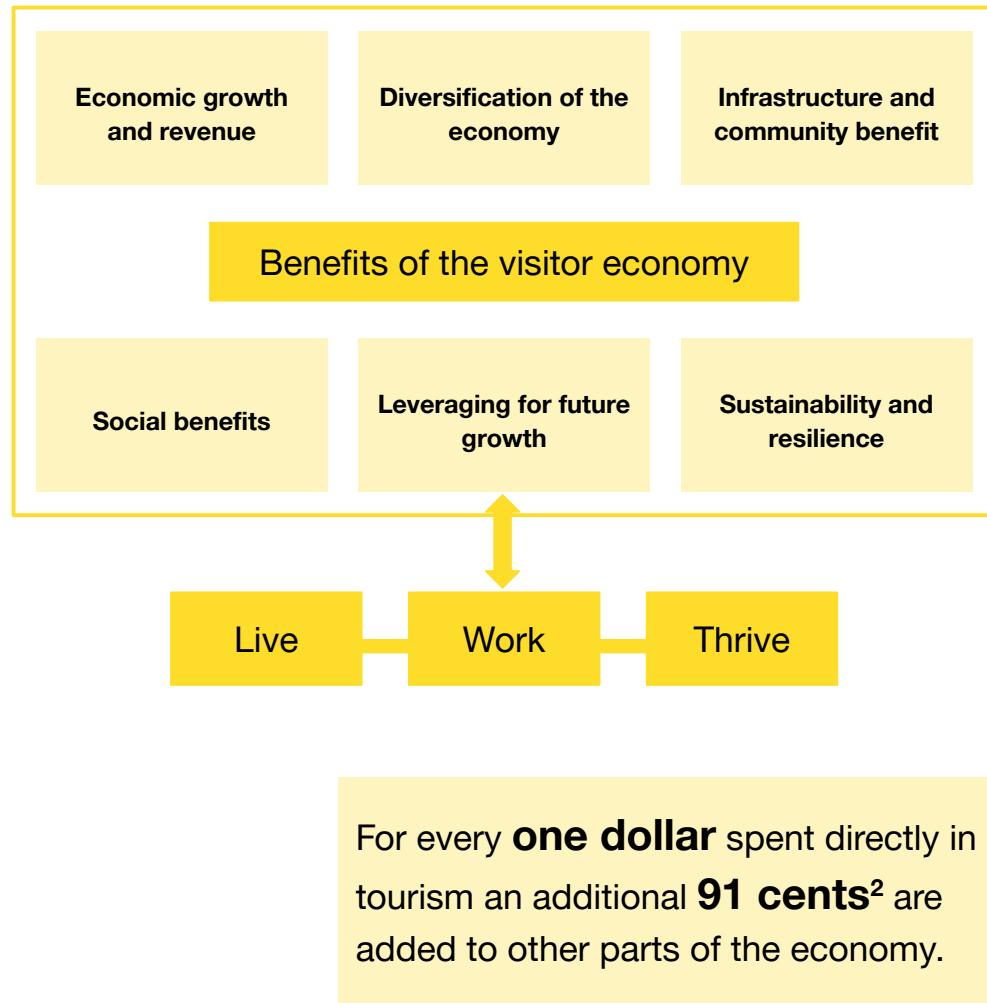 Economic growth
and revenue
Diversification of the
economy
Infrastructure and
community benefit
Benefits of the visitor economy
Social benefits
Leveraging for future
growth
Sustainability and
resilience
Live
Work
Thrive
For every one dollar spent directly in
tourism an additional 91 cents² are
added to other parts of the economy.